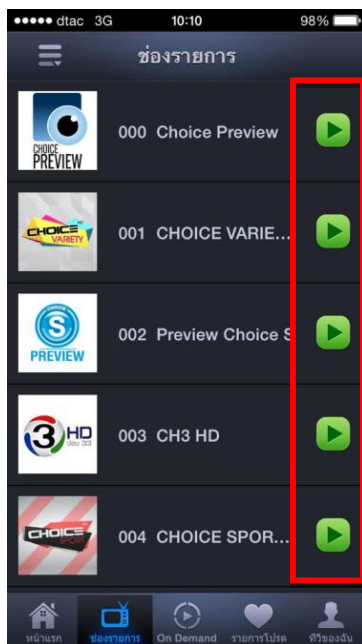 dtac 3G 10:10 98%
ช่องรายการ
CHOICE
PREVIEW
000 Choice Preview
CHOICE
VARIETY
001 CHOICE VARIE...
S
PREVIEW
002 Preview Choice S
3 HD
ช่อง 33
003 CH3 HD
CHOICE
SPORT
004 CHOICE SPOR...
หน้าแรก ช่องรายการ On Demand รายการโปรด ทีวีของฉัน